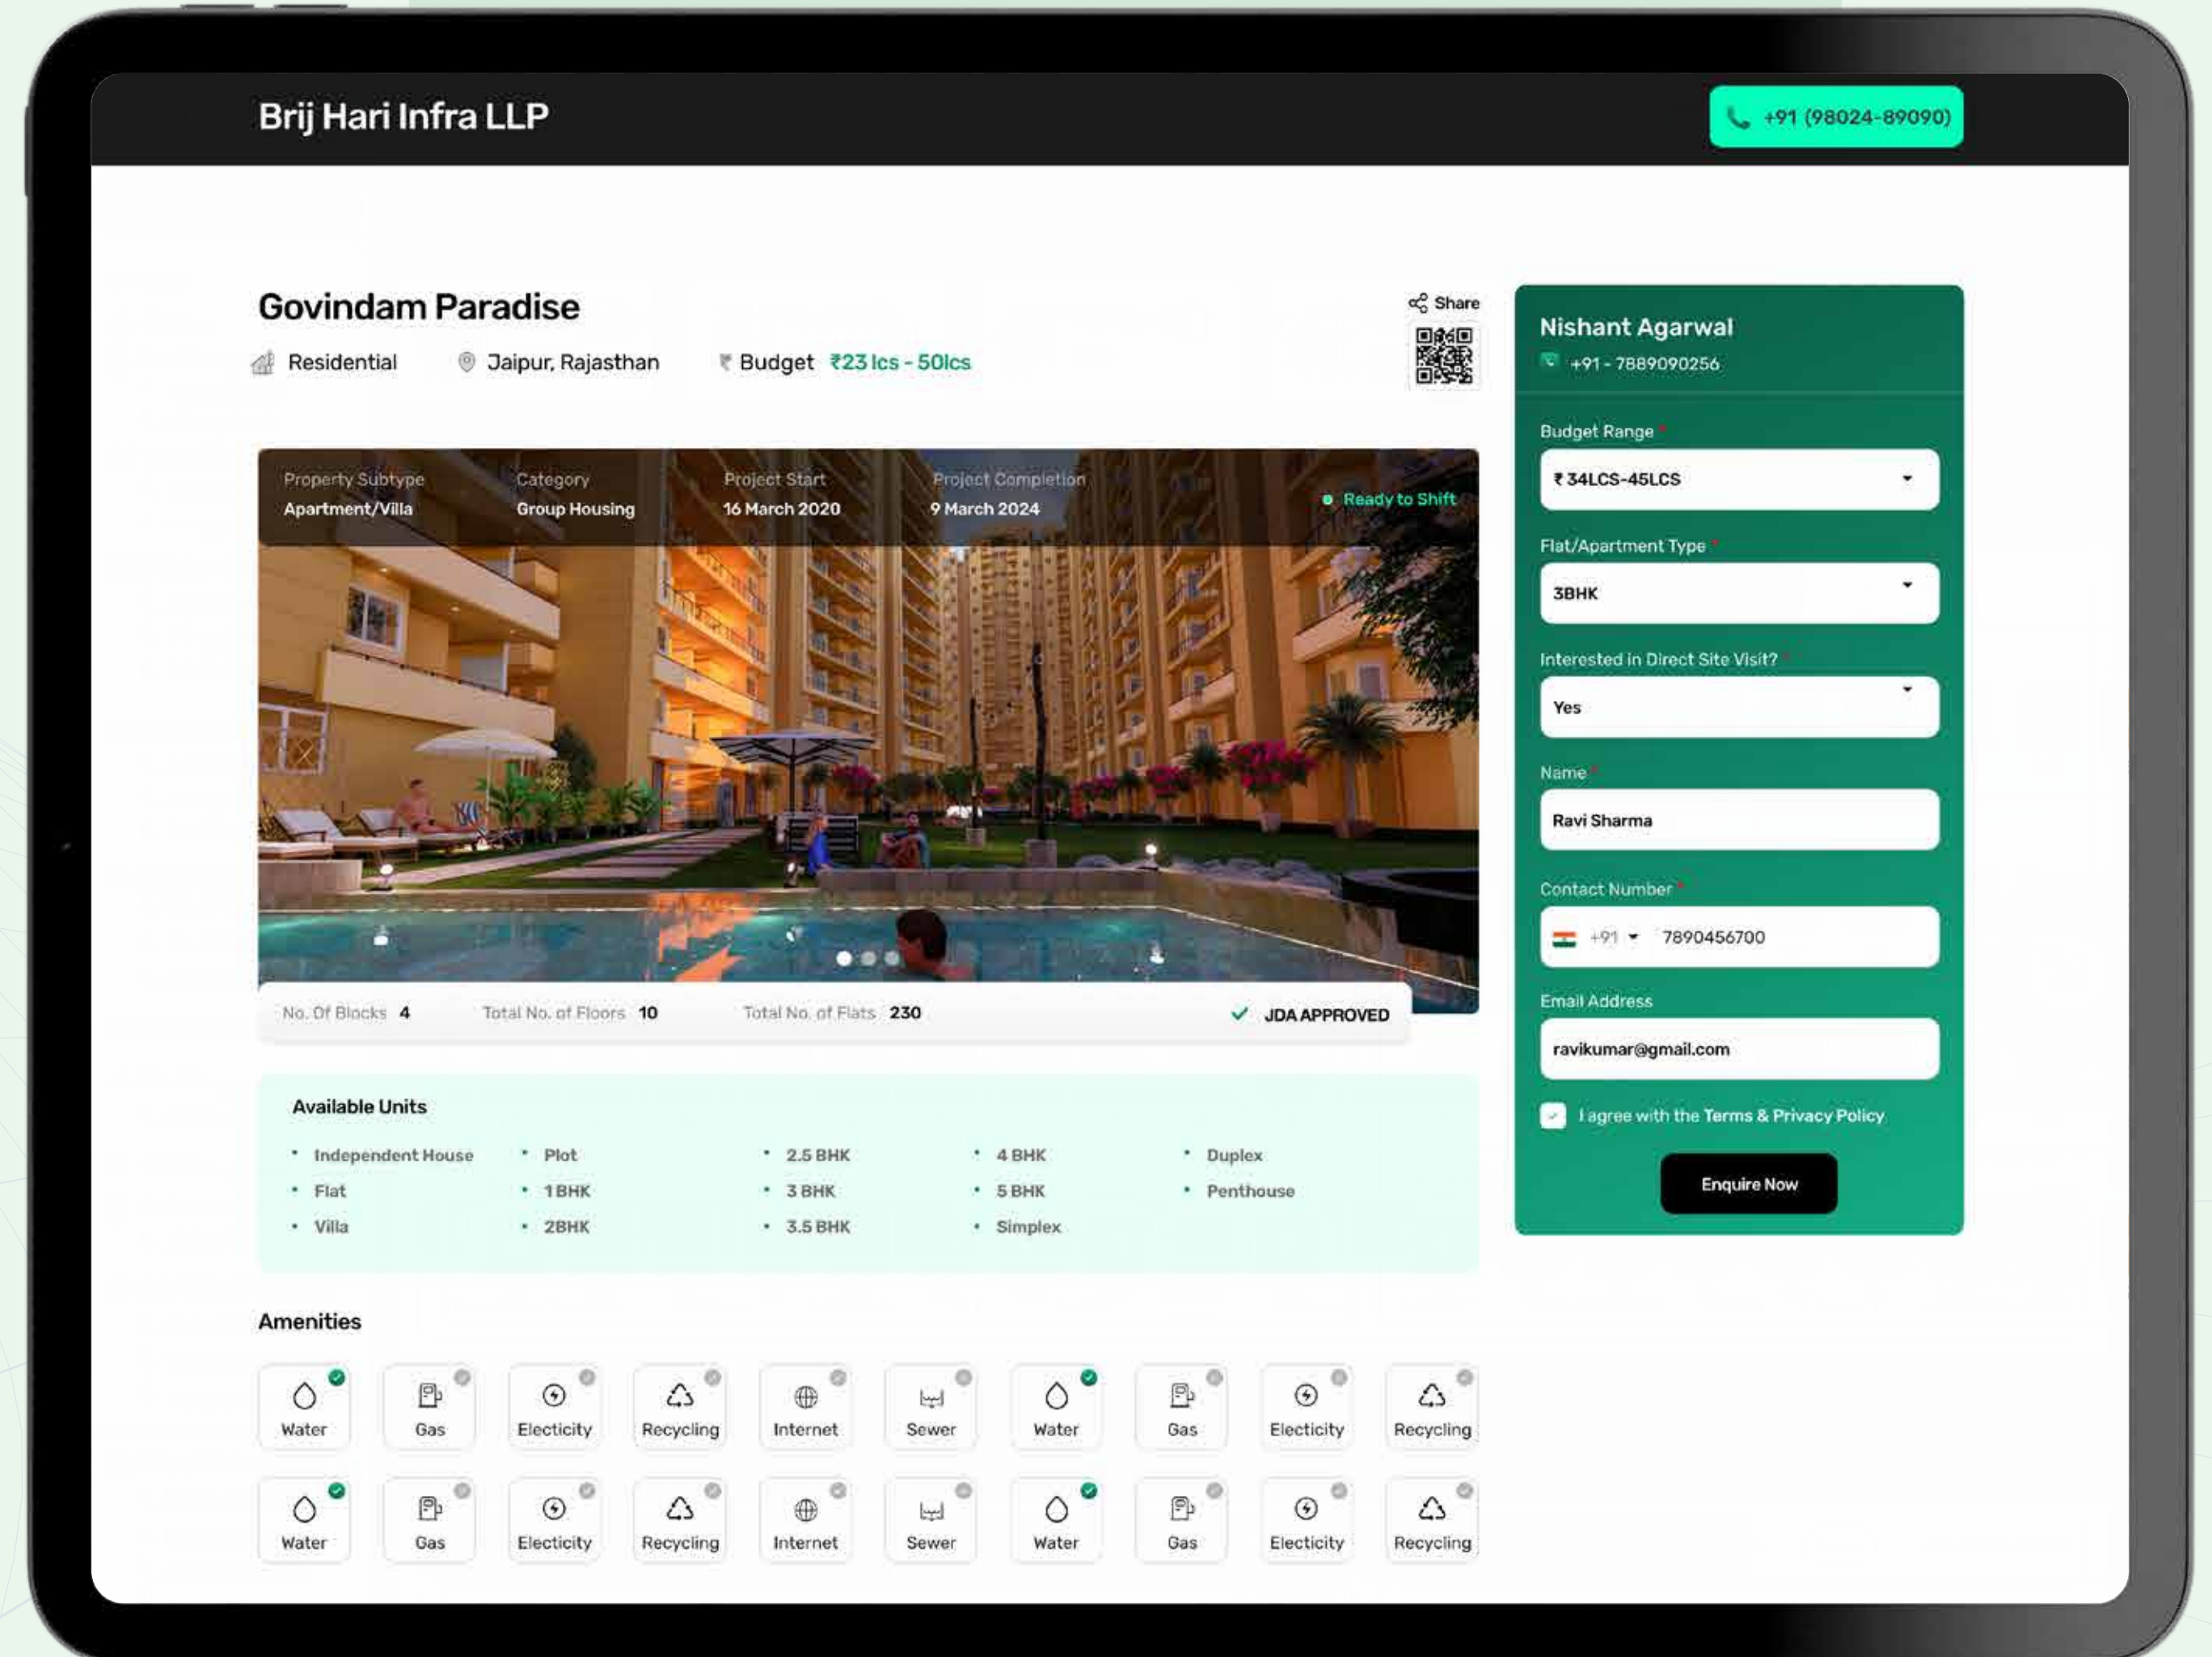 Brij Hari Infra LLP
+91 (98024-89090)
Govindam Paradise
Share
Residential
Jaipur, Rajasthan
₹ Budget ₹23 lcs - 50lcs
Property Subtype
Apartment/Villa
Category
Group Housing
Project Start
16 March 2020
Project Completion
9 March 2024
Ready to Shift
No. Of Blocks 4
Total No. of Floors 10
Total No. of Flats 230
JDA APPROVED
Available Units
Independent House
Flat
Villa
Plot
1 BHK
2BHK
2.5 BHK
3 BHK
3.5 BHK
4 BHK
5 BHK
Simplex
Duplex
Penthouse
Amenities
Water
Gas
Electicity
Recycling
Internet
Sewer
Water
Gas
Electicity
Recycling
Water
Gas
Electicity
Recycling
Internet
Sewer
Water
Gas
Electicity
Recycling
Nishant Agarwal
+91 - 7889090256
Budget Range *
₹ 34LCS-45LCS
Flat/Apartment Type *
3BHK
Interested in Direct Site Visit? *
Yes
Name *
Ravi Sharma
Contact Number *
+91 7890456700
Email Address
ravikumar@gmail.com
I agree with the Terms & Privacy Policy
Enquire Now